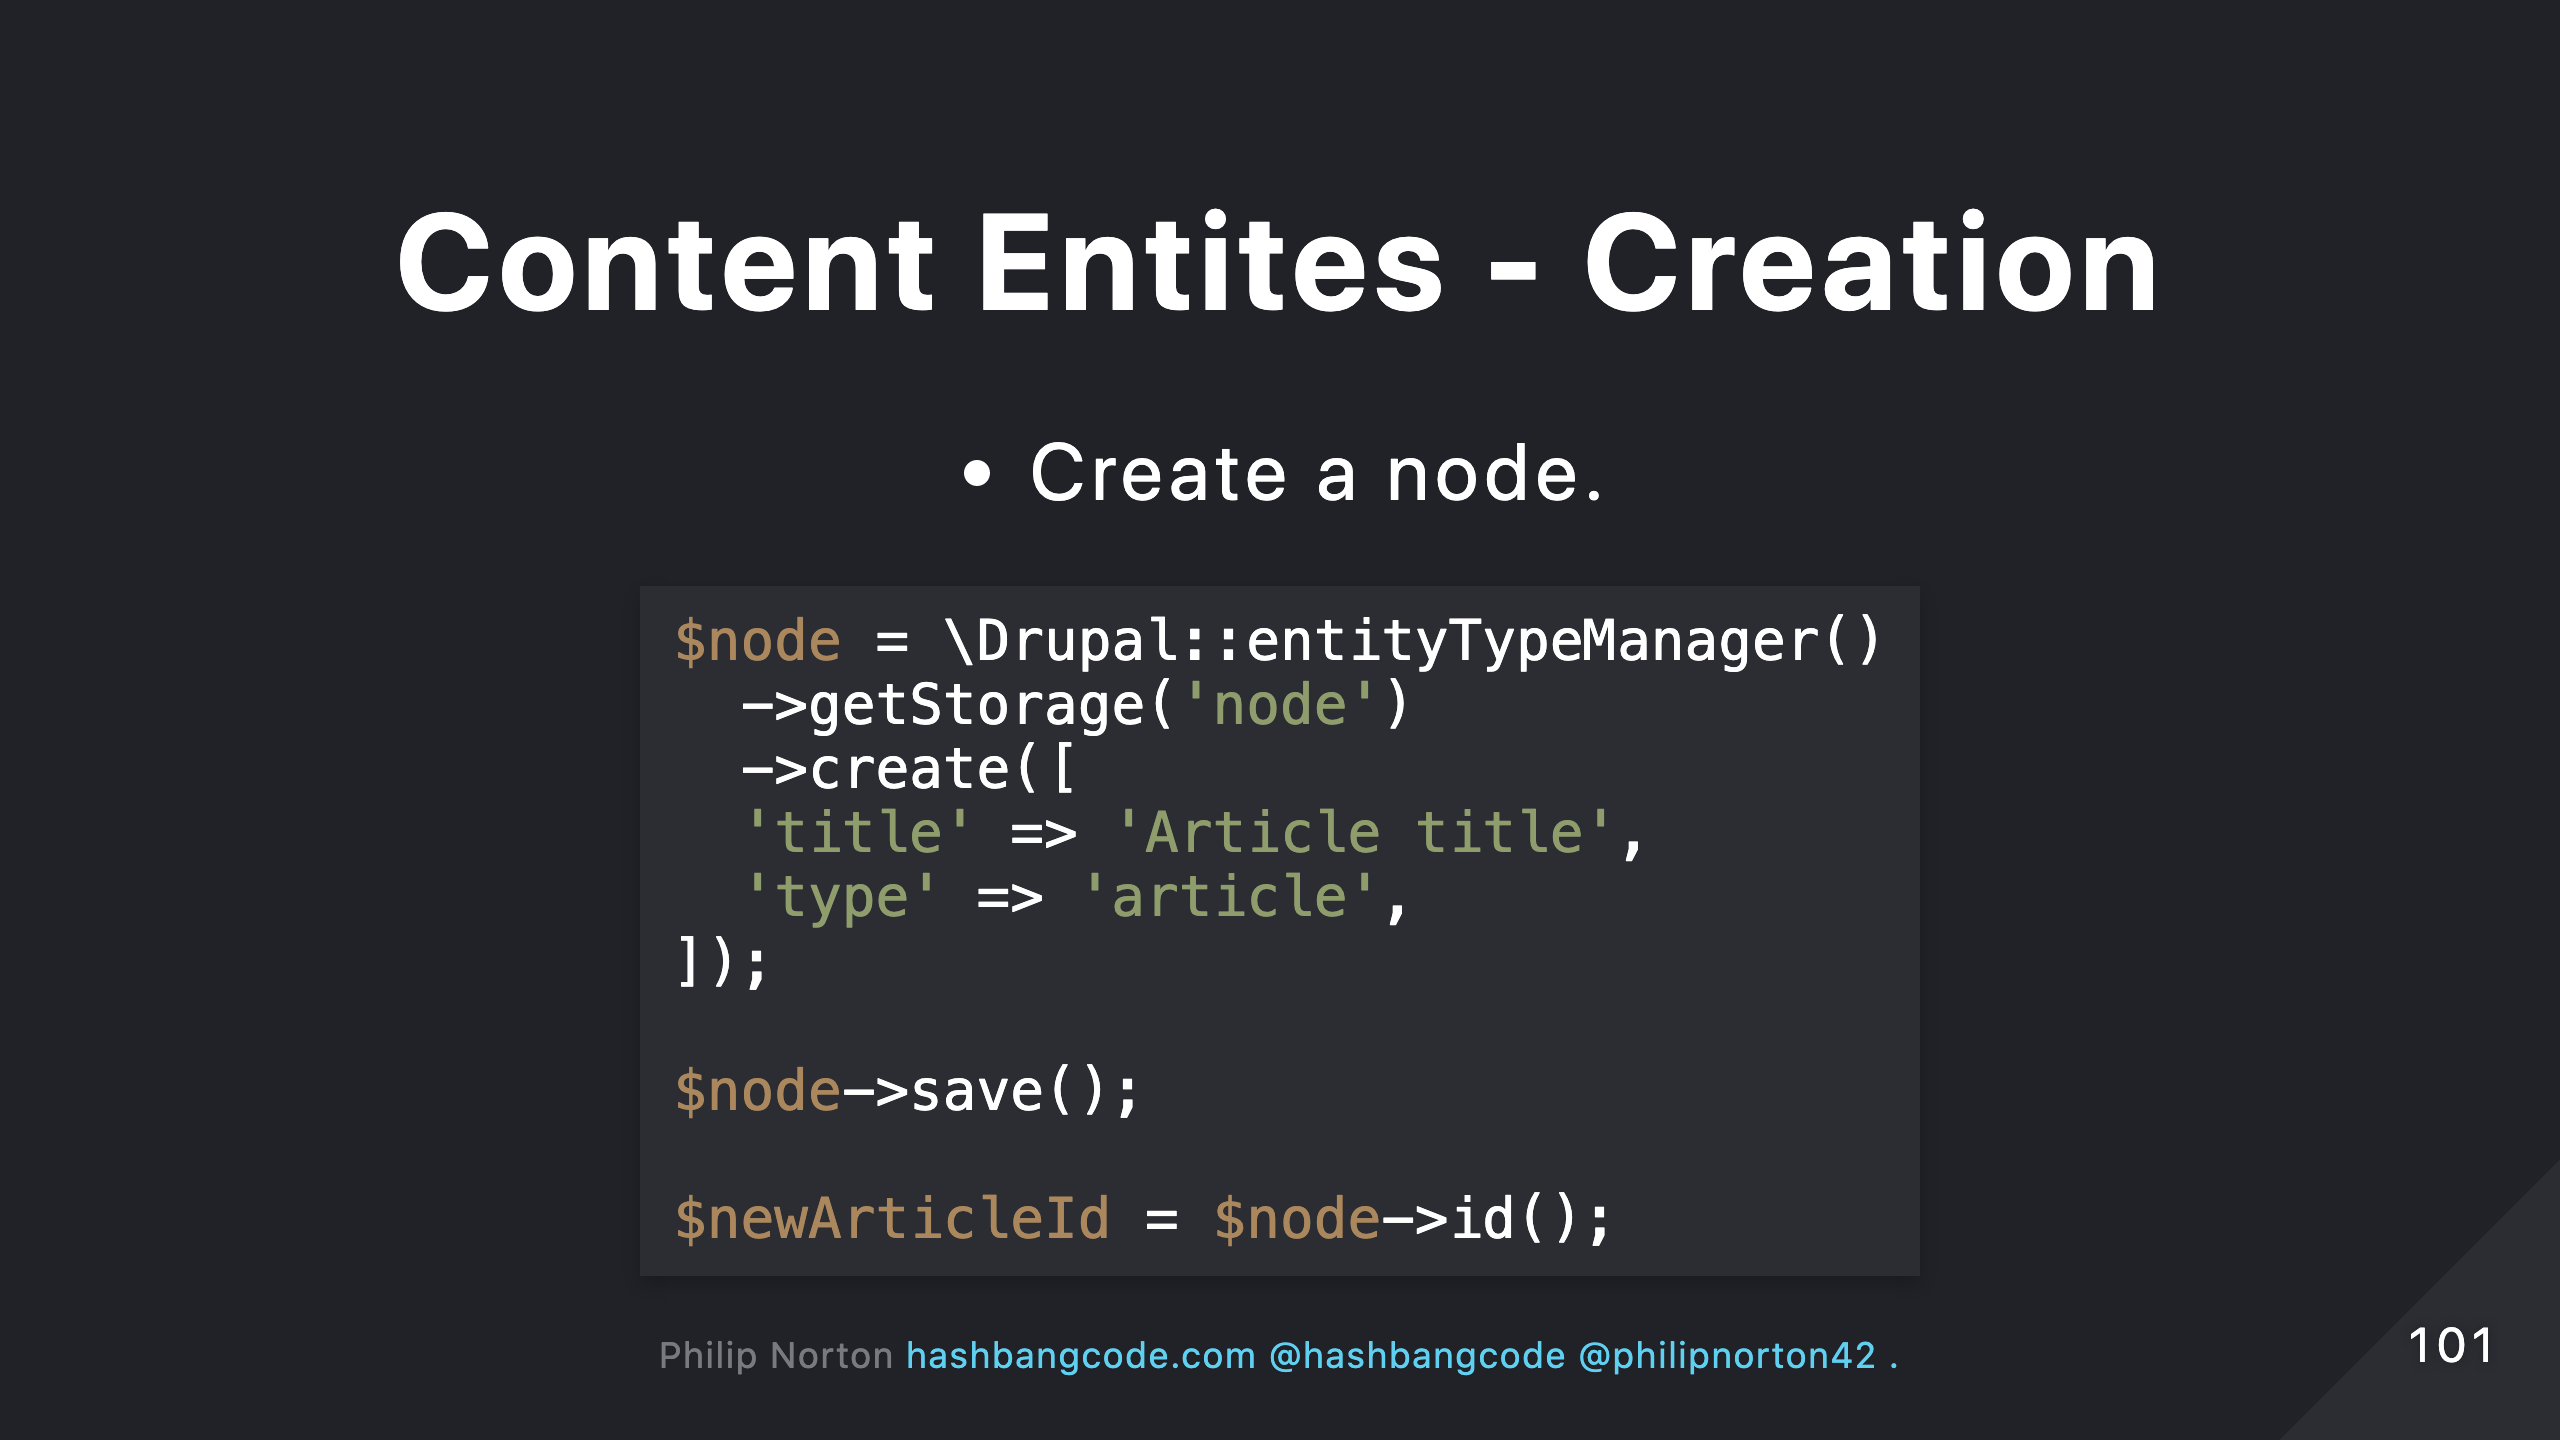 Content Entites - Creation
• Create a node.
$node = \Drupal::entityTypeManager()
  ->getStorage('node')
  ->create([
  'title' => 'Article title',
  'type' => 'article',
]);
$node->save();
$newArticleId = $node->id();
Philip Norton hashbangcode.com @hashbangcode @philipnorton42 .
101